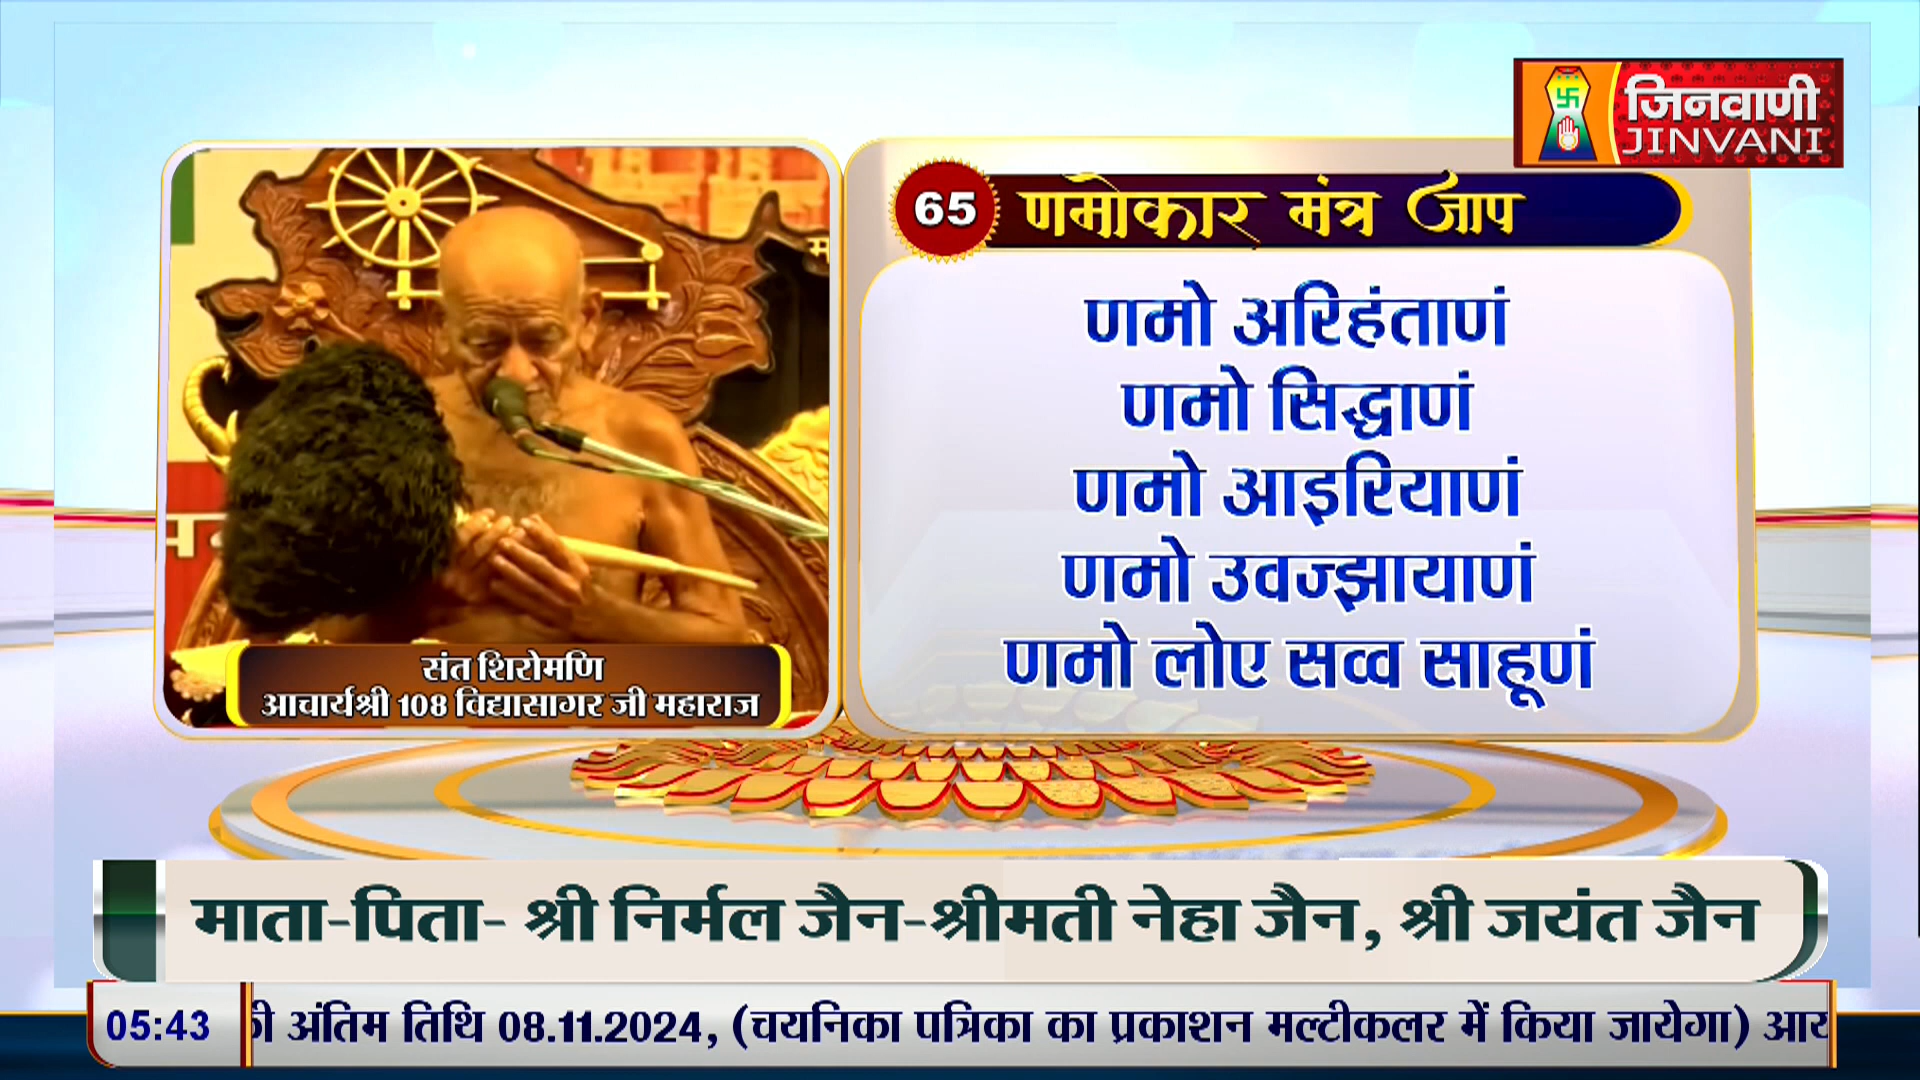 जिनवाणी
JINVANI
65 णमोकार मंत्र जाप
णमो अरिहंताणं
णमो सिद्धाणं
णमो आइरियाणं
णमो उवज्झायाणं
णमो लोए सव्व साहूणं
संत शिरोमणि
आचार्यश्री 108 विद्यासागर जी महाराज
माता-पिता- श्री निर्मल जैन-श्रीमती नेहा जैन, श्री जयंत जैन
05:43 अंतिम तिथि 08.11.2024, (चयनिका पत्रिका का प्रकाशन मल्टीकलर में किया जायेगा)